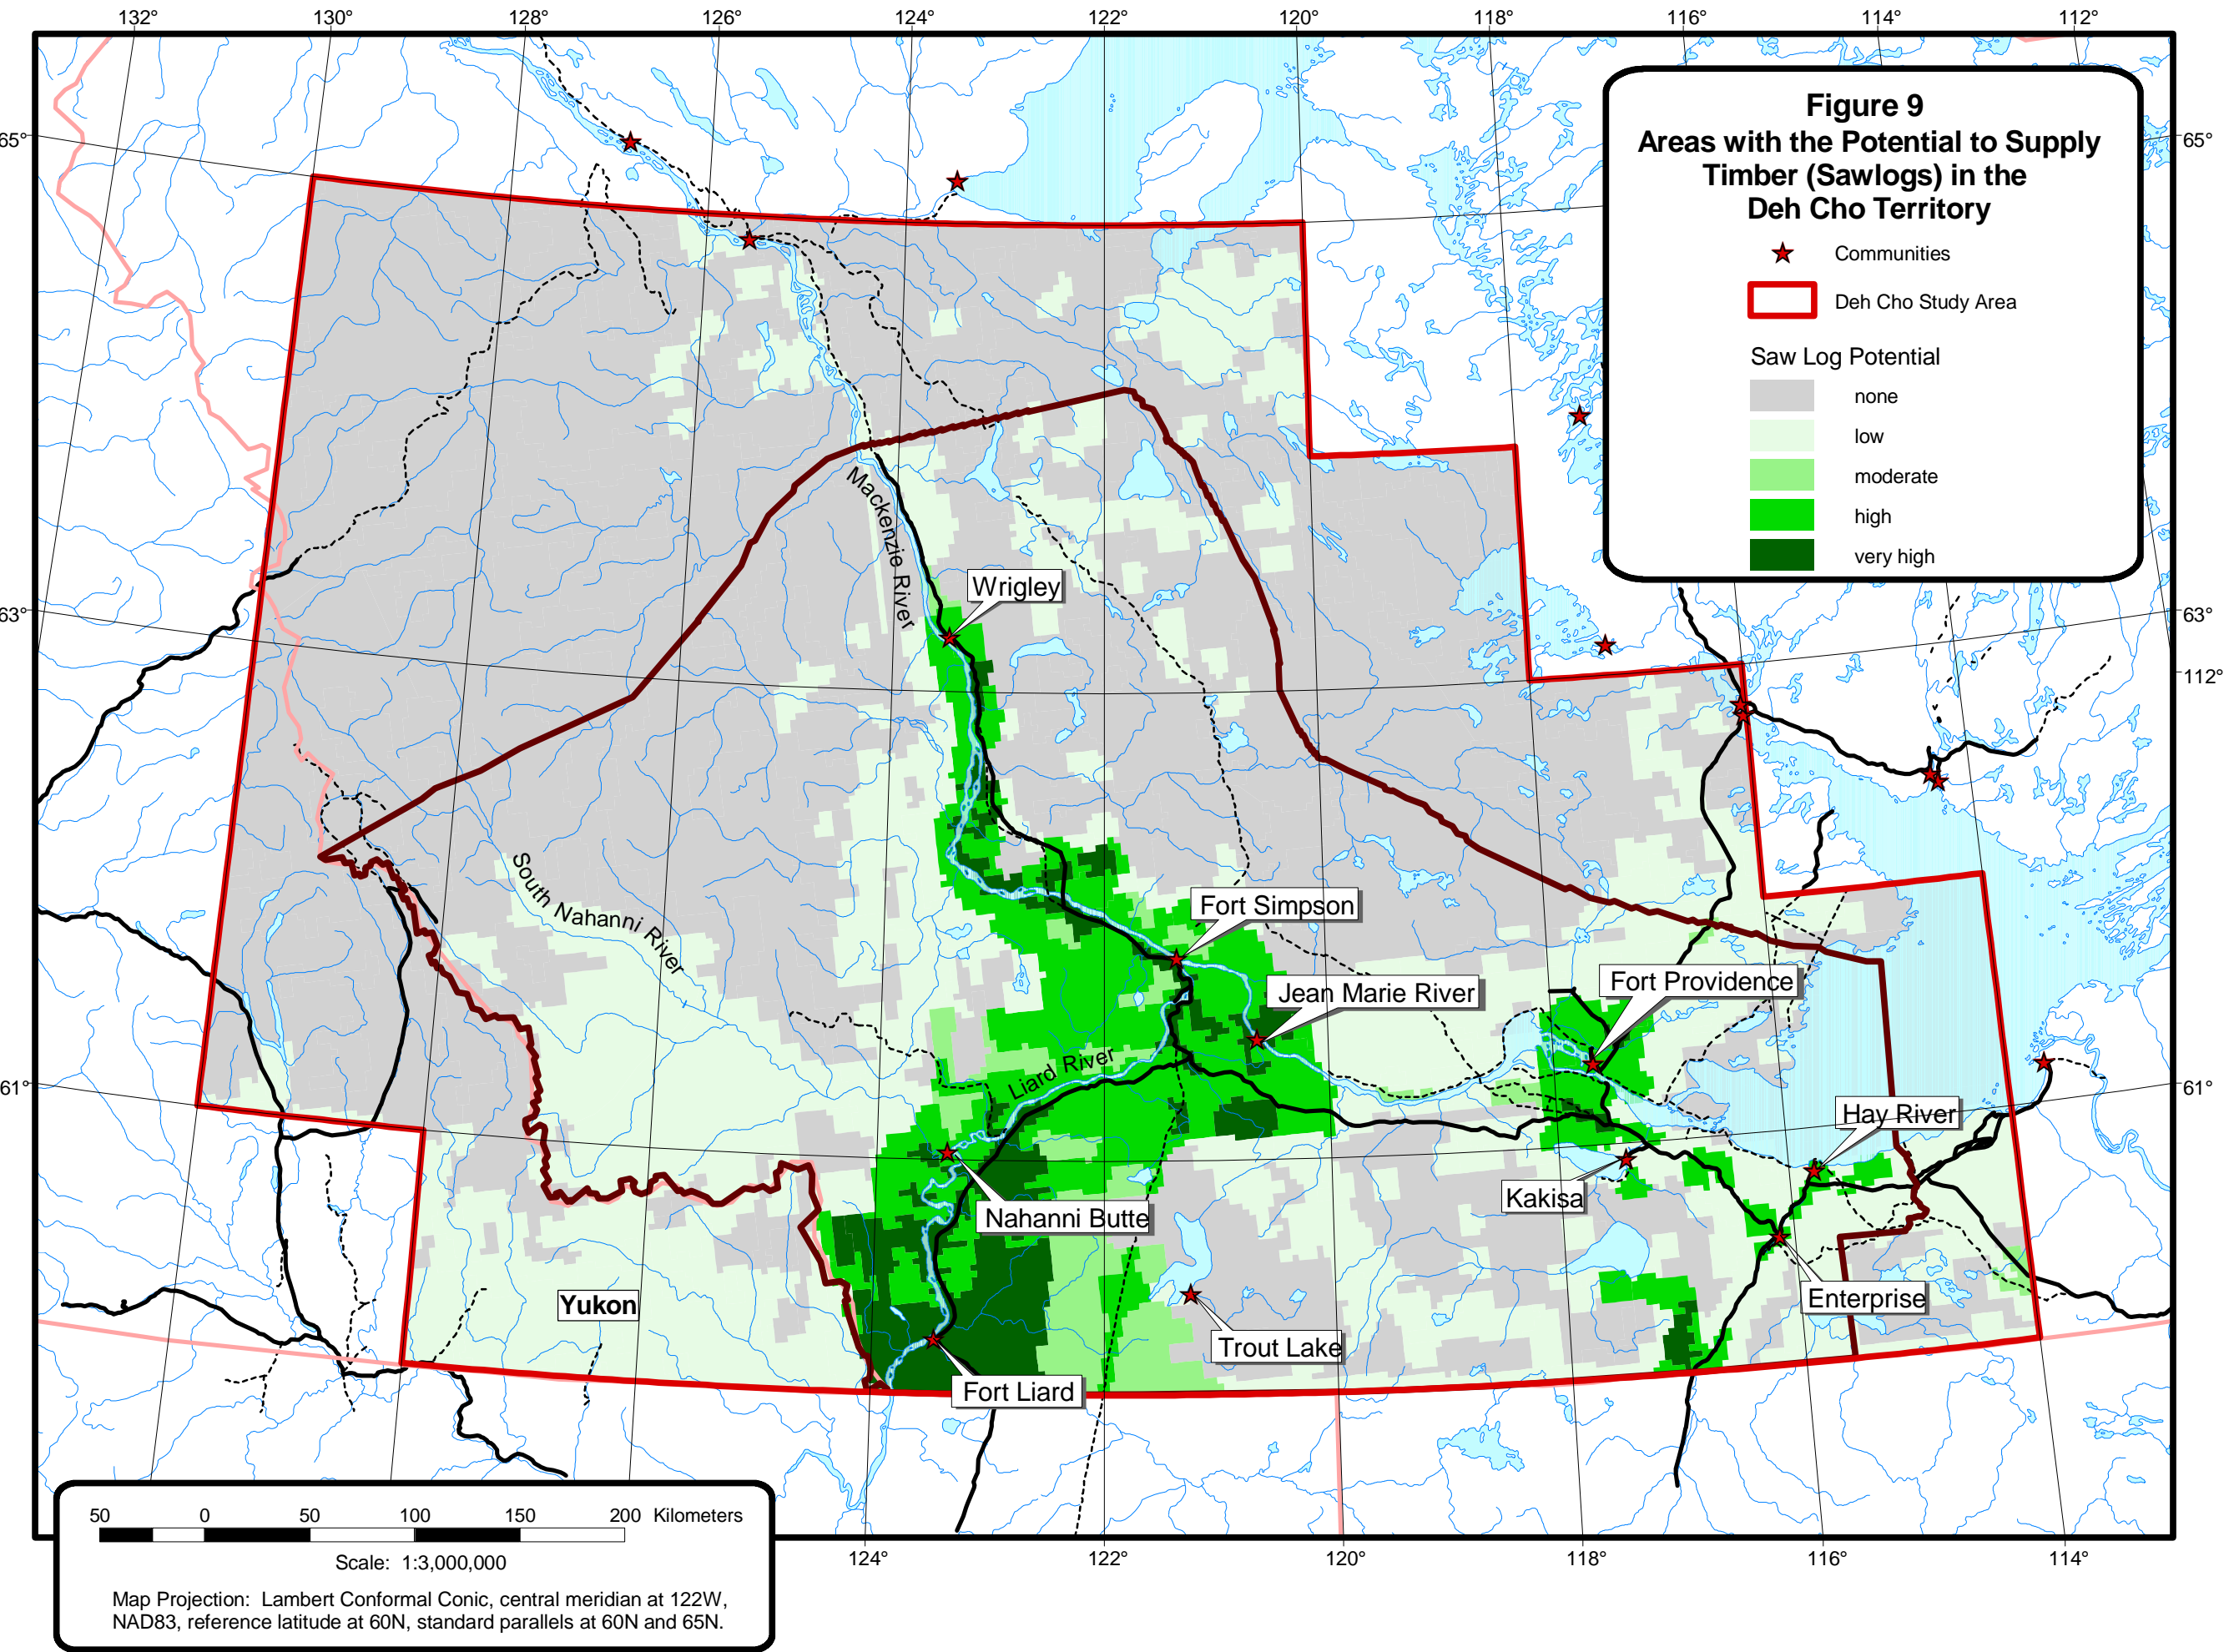 132°
130°
128°
126°
124°
122°
120°
118°
116°
114°
112°
65°
65°
Figure 9
Areas with the Potential to Supply
Timber (Sawlogs) in the
Deh Cho Territory
Communities
Deh Cho Study Area
Saw Log Potential
none
low
moderate
high
very high
Mackenzie River
Wrigley
63°
63°
112°
South Nahanni River
Fort Simpson
Jean Marie River
Fort Providence
Liard River
61°
61°
Hay River
Kakisa
Nahanni Butte
Yukon
Enterprise
Trout Lake
Fort Liard
50 0 50 100 150 200 Kilometers
Scale: 1:3,000,000
Map Projection: Lambert Conformal Conic, central meridian at 122W,
NAD83, reference latitude at 60N, standard parallels at 60N and 65N.
124°
122°
120°
118°
116°
114°